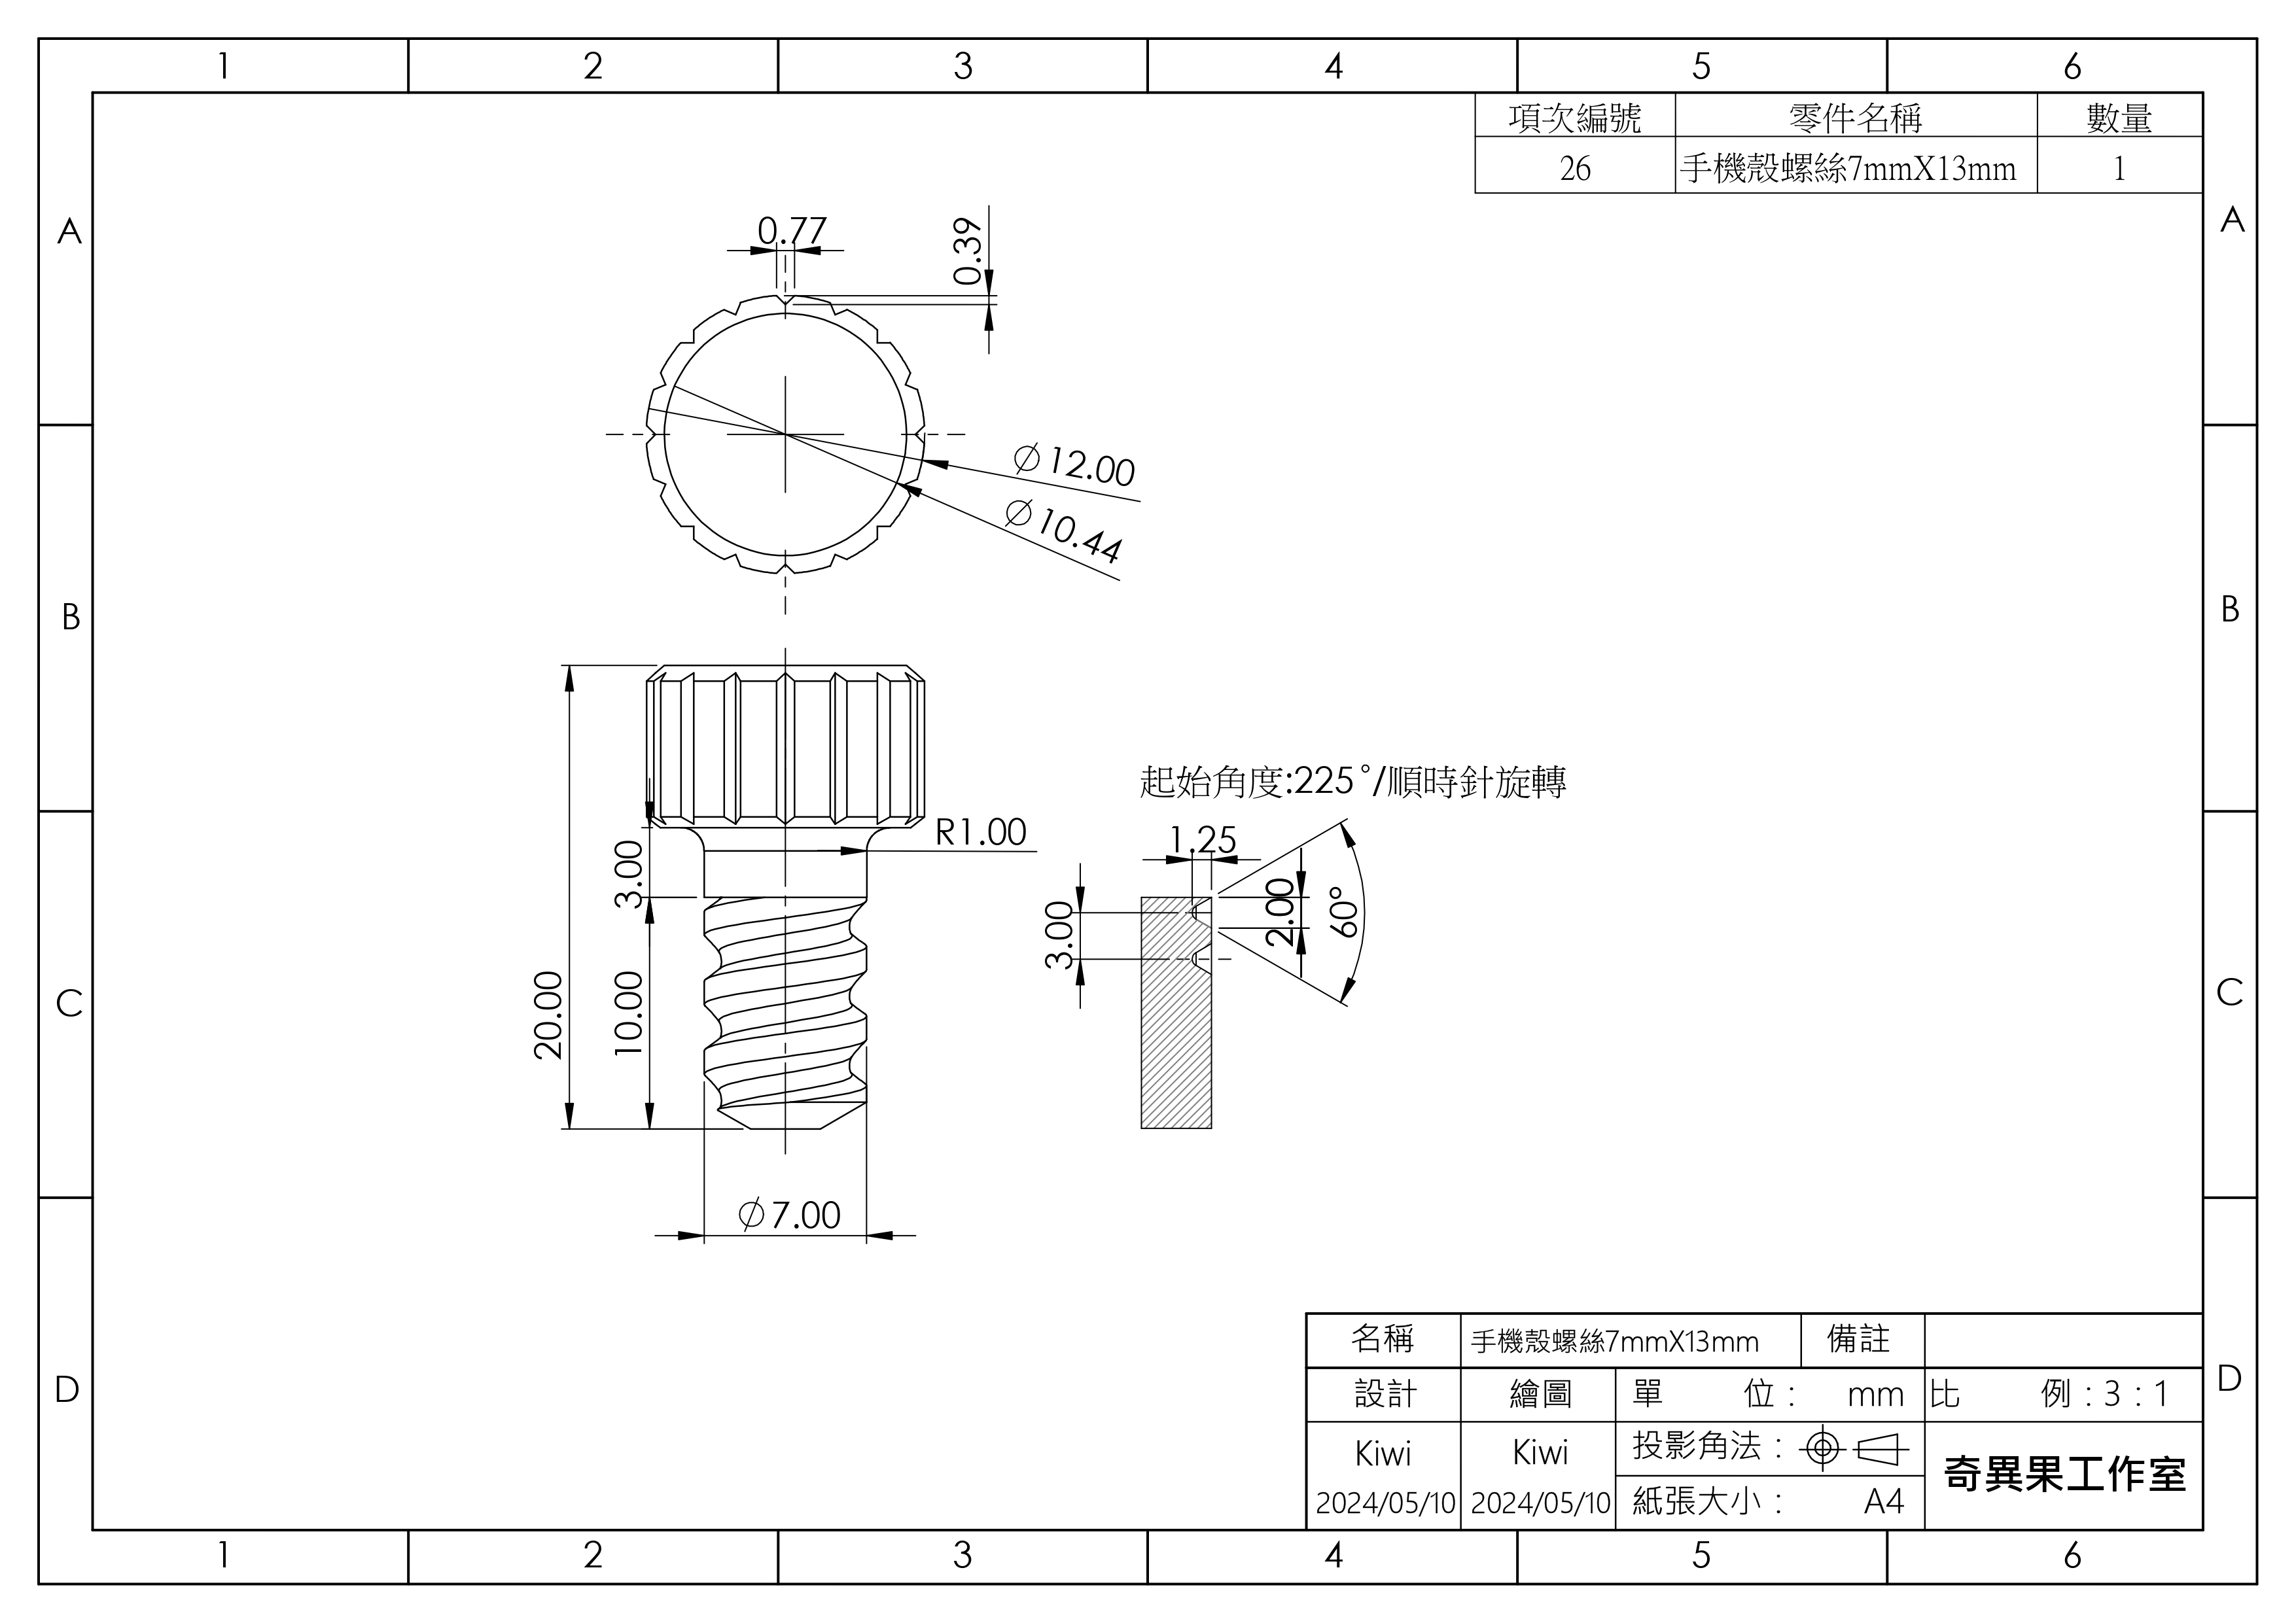 1 2 3 4 5 6
項次編號 零件名稱 數量
26 手機殼螺絲7mmX13mm 1
A A
0.77
0.39
⌀12.00
⌀10.44
B B
起始角度:225°/順時針旋轉
R1.00
1.25
3.00
2.00
60°
3.00
20.00
10.00
C C
⌀7.00
名稱 手機殼螺絲7mmX13mm 備註
D D
設計 繪圖 單 位： mm 比 例：3：1
Kiwi Kiwi 投影角法：
奇異果工作室
2024/05/10 2024/05/10 紙張大小： A4
1 2 3 4 5 6